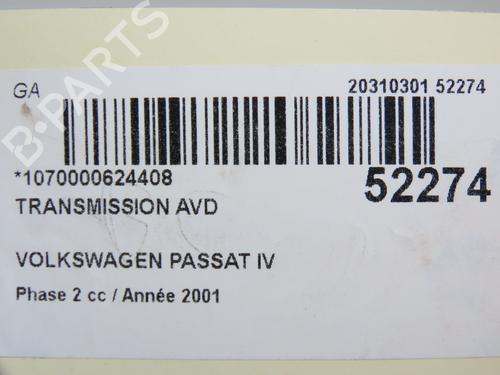 GA
20310301 52274
*1070000624408
52274
TRANSMISSION AVD
VOLKSWAGEN PASSAT IV
Phase 2 cc / Année 2001
B-PARTS